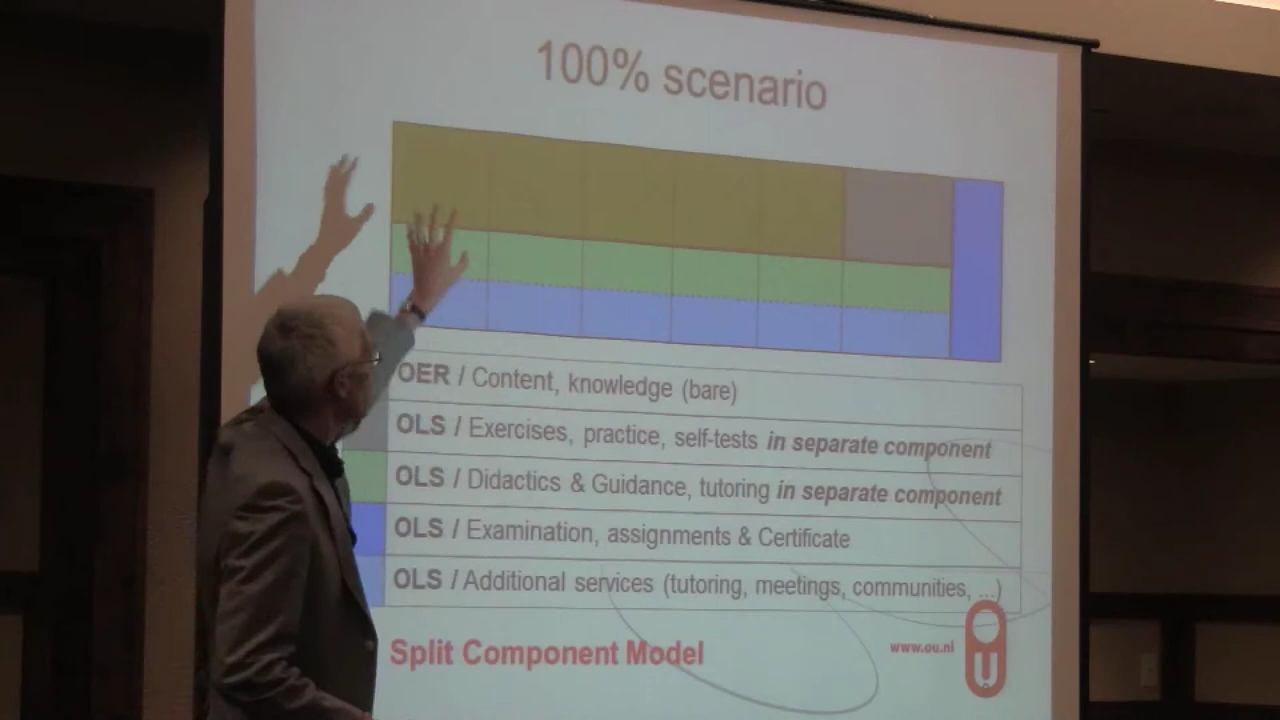 100% scenario
OER / Content, knowledge (bare)
OLS / Exercises, practice, self-tests in separate component
OLS / Didactics & Guidance, tutoring in separate component
OLS / Examination, assignments & Certificate
OLS / Additional services (tutoring, meetings, communities, ...)
Split Component Model
www.ou.nl